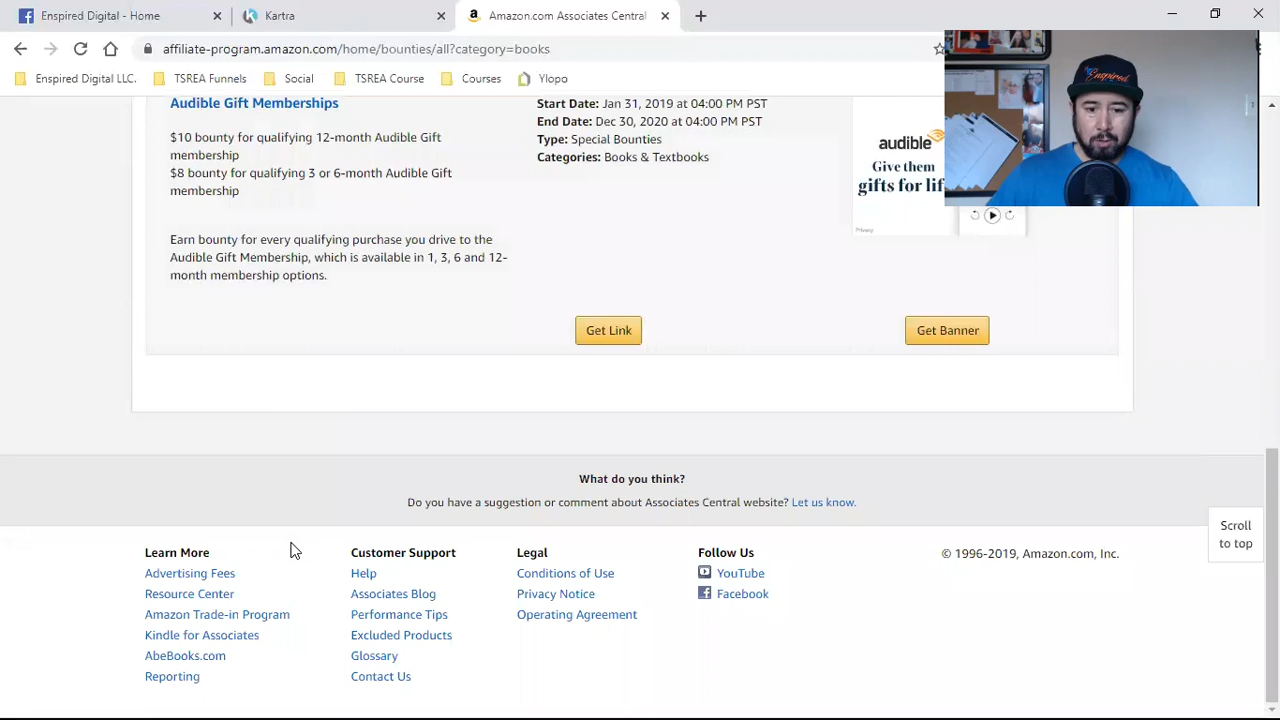 Enspired Digital - Home
Kartra
Amazon.com Associates Central
affiliate-program.amazon.com/home/bounties/all?category=books
Enspired Digital LLC.
TSREA Funnels
Social
TSREA Course
Courses
Ylopo
Enspired
Audible Gift Memberships
$10 bounty for qualifying 12-month Audible Gift
membership
$8 bounty for qualifying 3 or 6-month Audible Gift
membership
Earn bounty for every qualifying purchase you drive to the
Audible Gift Membership, which is available in 1, 3, 6 and 12-
month membership options.
Start Date: Jan 31, 2019 at 04:00 PM PST
End Date: Dec 30, 2020 at 04:00 PM PST
Type: Special Bounties
Categories: Books & Textbooks
audible
Give them
gifts for lif
Privacy
Get Link
Get Banner
What do you think?
Do you have a suggestion or comment about Associates Central website? Let us know.
Scroll
to top
Learn More
Advertising Fees
Resource Center
Amazon Trade-in Program
Kindle for Associates
AbeBooks.com
Reporting
Customer Support
Help
Associates Blog
Performance Tips
Excluded Products
Glossary
Contact Us
Legal
Conditions of Use
Privacy Notice
Operating Agreement
Follow Us
YouTube
Facebook
© 1996-2019, Amazon.com, Inc.